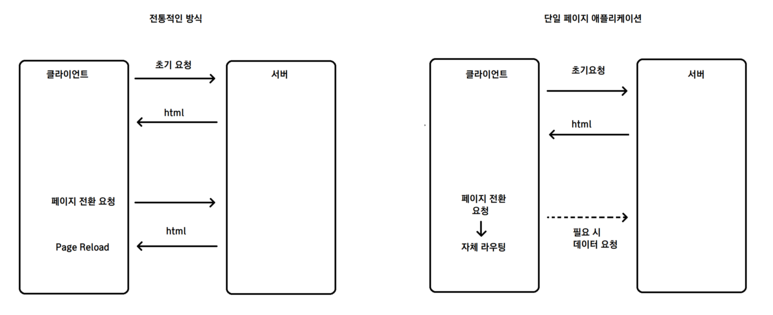 전통적인 방식
클라이언트
서버
초기 요청
html
페이지 전환 요청
html
Page Reload
단일 페이지 애플리케이션
클라이언트
서버
초기요청
html
페이지 전환
요청
자체 라우팅
필요 시
데이터 요청